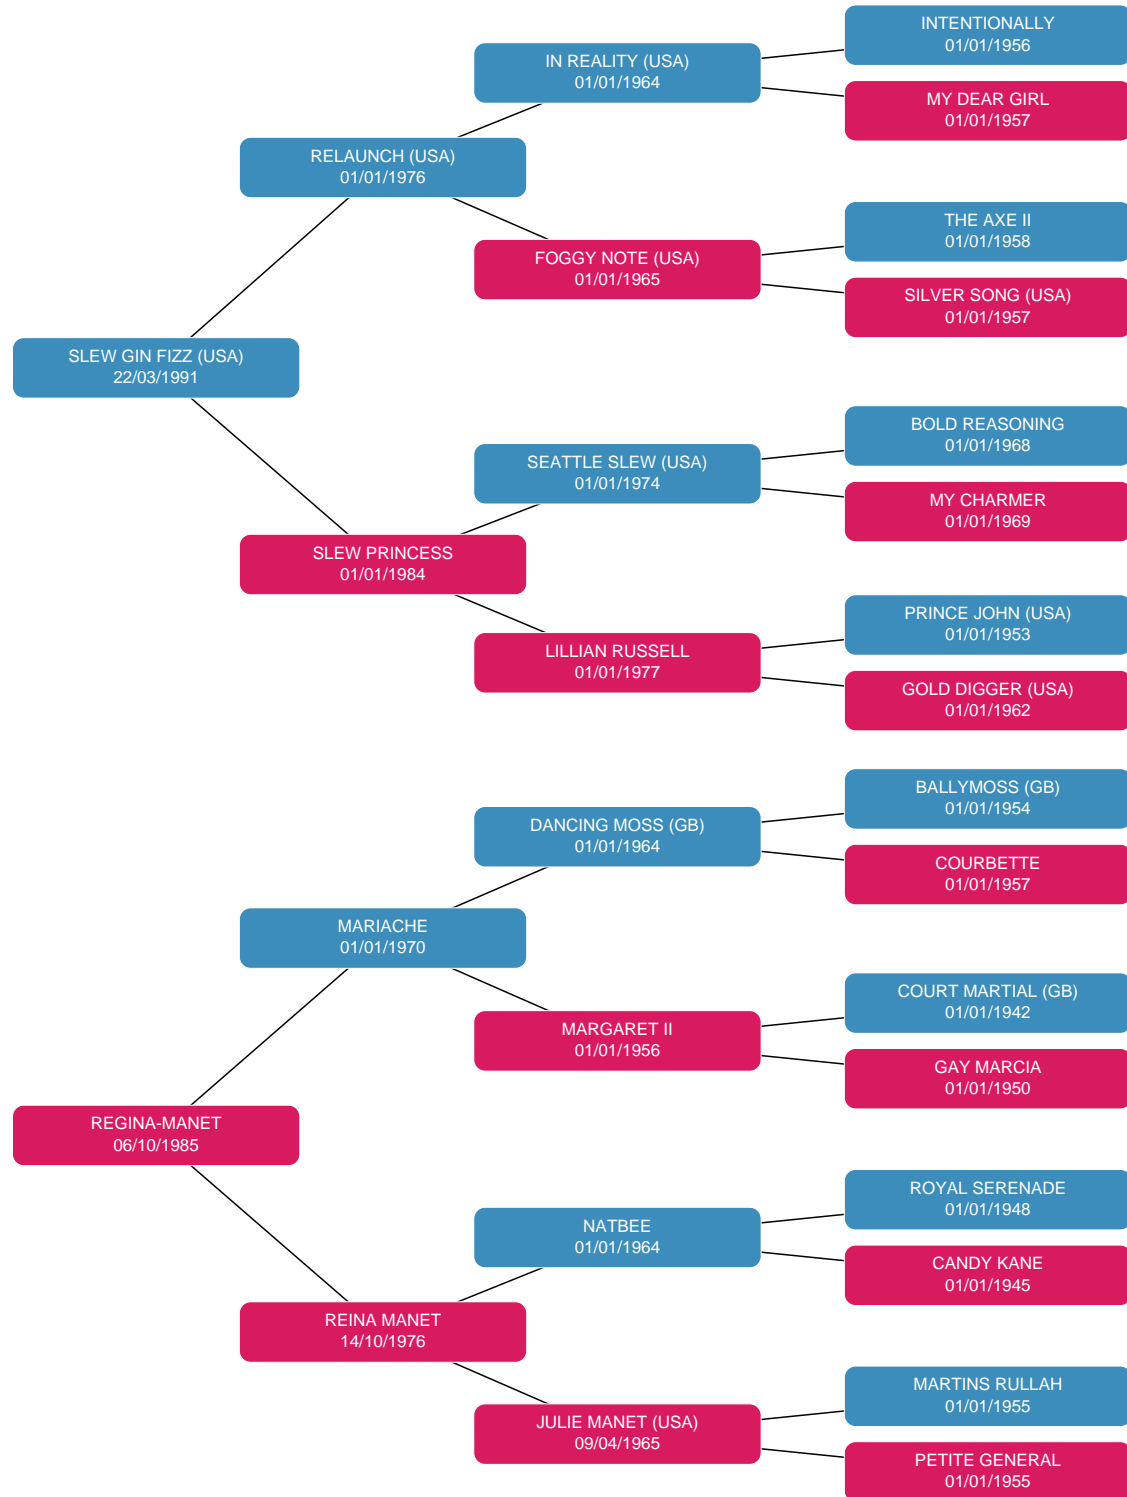 INTENTIONALLY
01/01/1956
IN REALITY (USA)
01/01/1964
MY DEAR GIRL
01/01/1957
RELAUNCH (USA)
01/01/1976
THE AXE II
01/01/1958
FOGGY NOTE (USA)
01/01/1965
SILVER SONG (USA)
01/01/1957
SLEW GIN FIZZ (USA)
22/03/1991
BOLD REASONING
01/01/1968
SEATTLE SLEW (USA)
01/01/1974
MY CHARMER
01/01/1969
SLEW PRINCESS
01/01/1984
PRINCE JOHN (USA)
01/01/1953
LILLIAN RUSSELL
01/01/1977
GOLD DIGGER (USA)
01/01/1962
BALLYMOSS (GB)
01/01/1954
DANCING MOSS (GB)
01/01/1964
COURBETTE
01/01/1957
MARIACHE
01/01/1970
COURT MARTIAL (GB)
01/01/1942
MARGARET II
01/01/1956
GAY MARCIA
01/01/1950
REGINA-MANET
06/10/1985
ROYAL SERENADE
01/01/1948
NATBEE
01/01/1964
CANDY KANE
01/01/1945
REINA MANET
14/10/1976
MARTINS RULLAH
01/01/1955
JULIE MANET (USA)
09/04/1965
PETITE GENERAL
01/01/1955